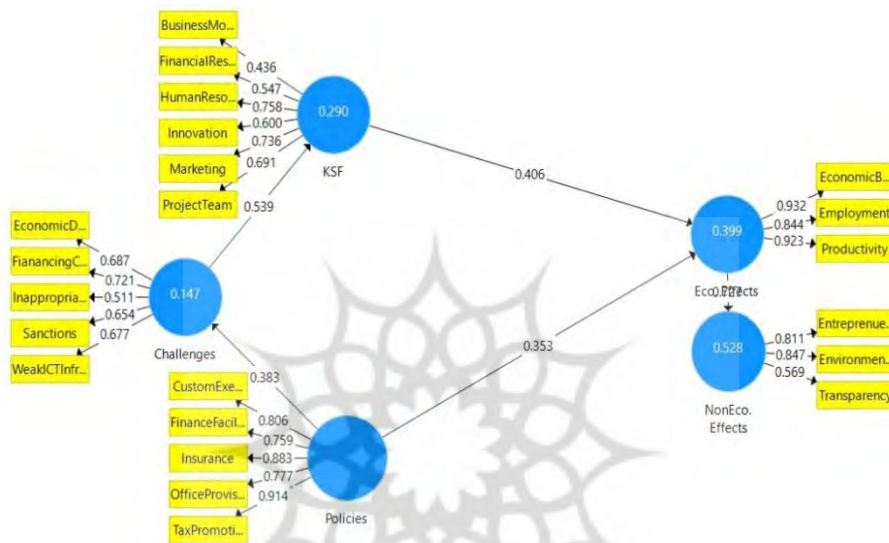 BusinessMo...
FinancialRes...
HumanReso...
Innovation
Marketing
ProjectTeam
0.436
0.547
0.758
0.600
0.736
0.691
0.290
KSF
0.539
0.406
EconomicD...
FianancingC...
Inappropria...
Sanctions
WeakICTInfr...
0.687
0.721
0.511
0.654
0.677
0.147
Challenges
0.383
CustomExe...
FinanceFacil...
Insurance
OfficeProvis...
TaxPromoti...
0.806
0.759
0.883
0.777
0.914
Policies
0.353
0.399
Eco. Effects
0.727
0.932
0.844
0.923
EconomicB...
Employment
Productivity
0.528
NonEco.
Effects
0.811
0.847
0.569
Entreprenue...
Environmen...
Transparency